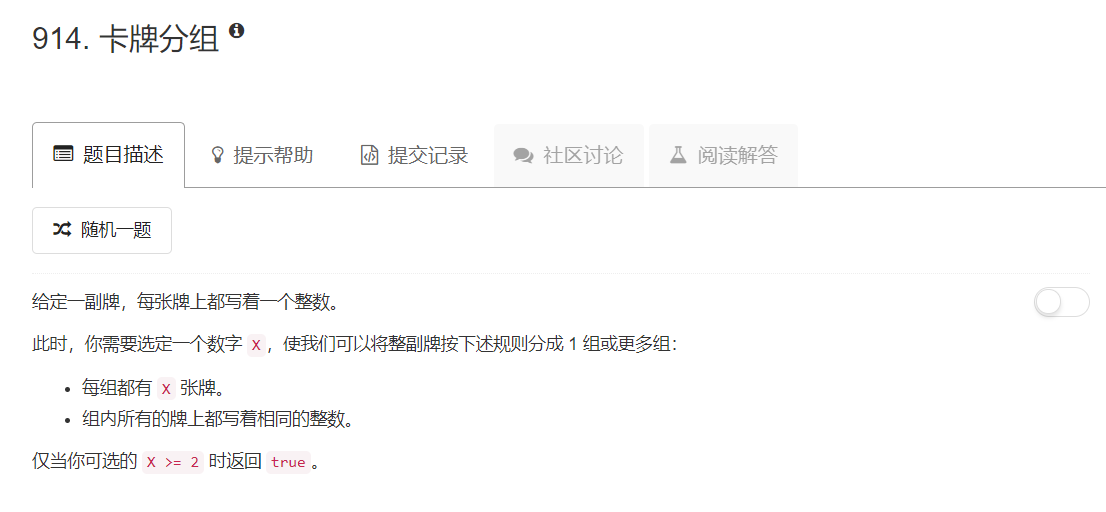 914. 卡牌分组
题目描述
提示帮助
提交记录
社区讨论
阅读解答
随机一题
给定一副牌，每张牌上都写着一个整数。
此时，你需要选定一个数字 X，使我们可以将整副牌按下述规则分成 1 组或更多组：
每组都有 X 张牌。
组内所有的牌上都写着相同的整数。
仅当你可选的 X >= 2 时返回 true。